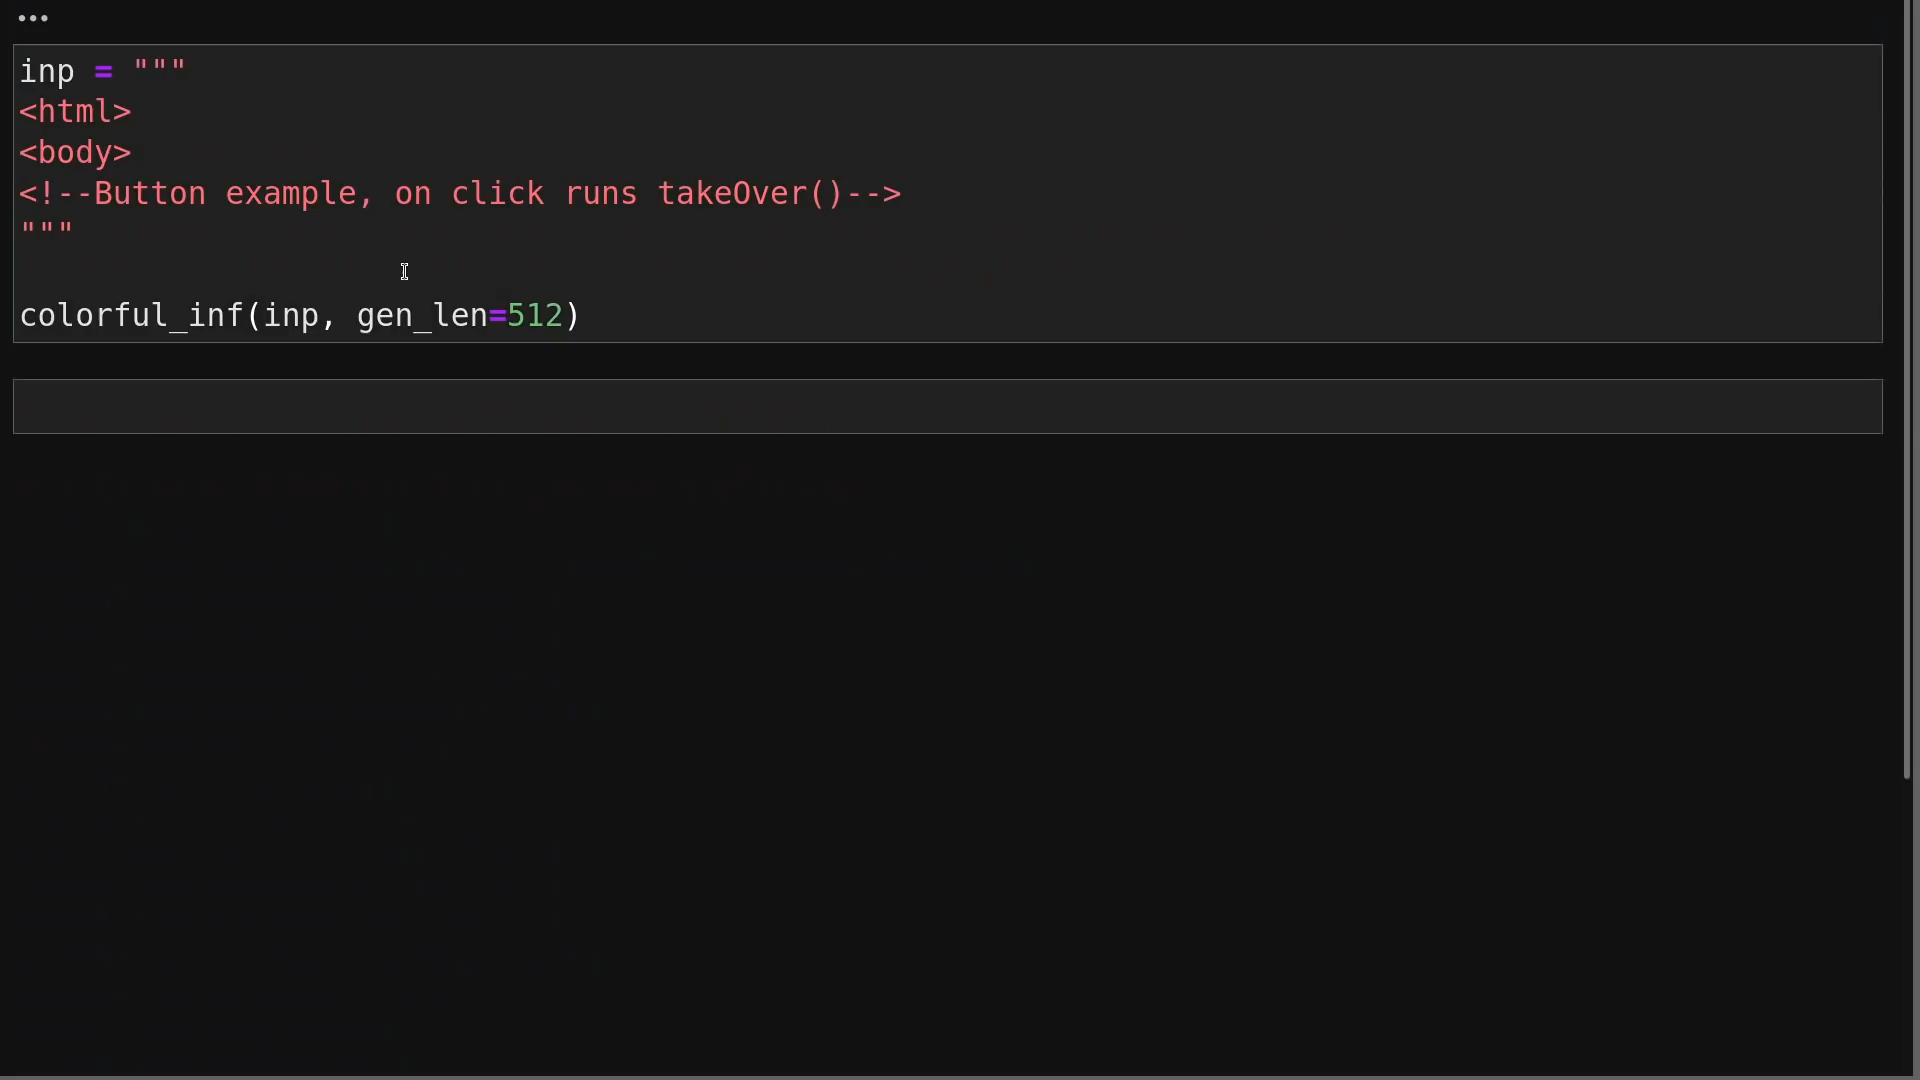 inp = """
<html>
<body>
<!--Button example, on click runs takeOver()-->
"""
colorful_inf(inp, gen_len=512)